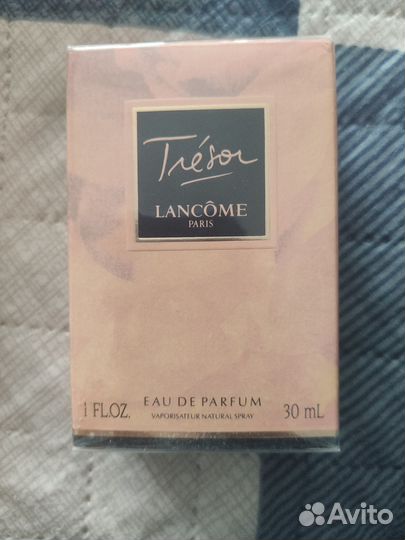 Trésor
LANCÔME
PARIS
EAU DE PARFUM
1 FL.OZ.
VAPORISATEUR NATURAL SPRAY
30 mL
Avito